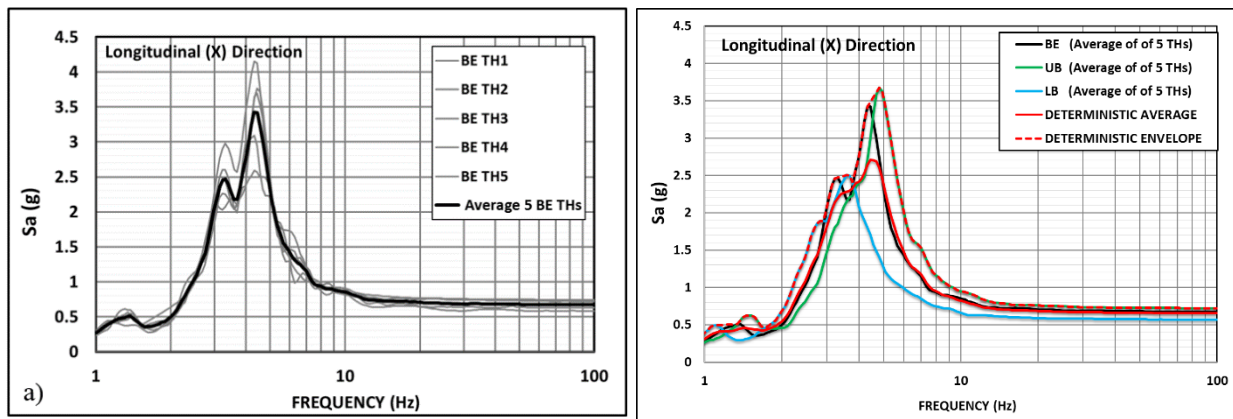 4.5
4
3.5
3
2.5
2
1.5
1
0.5
0
Sa (g)
Longitudinal (X) Direction
BE TH1
BE TH2
BE TH3
BE TH4
BE TH5
Average 5 BE THs
1
10
100
FREQUENCY (Hz)
a)
4.5
4
3.5
3
2.5
2
1.5
1
0.5
0
Sa (g)
Longitudinal (X) Direction
BE (Average of of 5 THs)
UB (Average of of 5 THs)
LB (Average of of 5 THs)
DETERMINISTIC AVERAGE
DETERMINISTIC ENVELOPE
1
10
100
FREQUENCY (Hz)